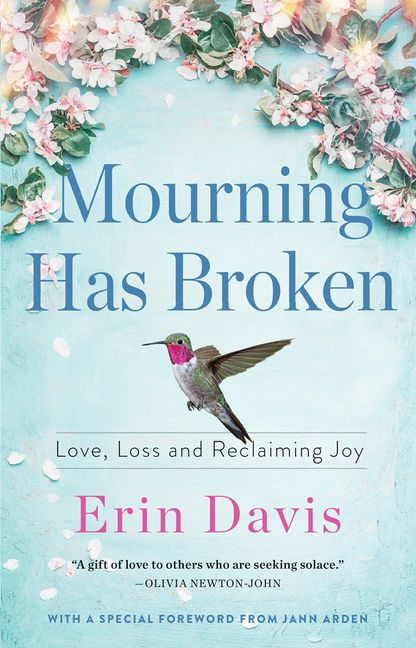 Mourning
Has Broken
Love, Loss and Reclaiming Joy
Erin Davis
“A gift of love to others who are seeking solace.”
—OLIVIA NEWTON-JOHN
WITH A SPECIAL FOREWORD FROM JANN ARDEN